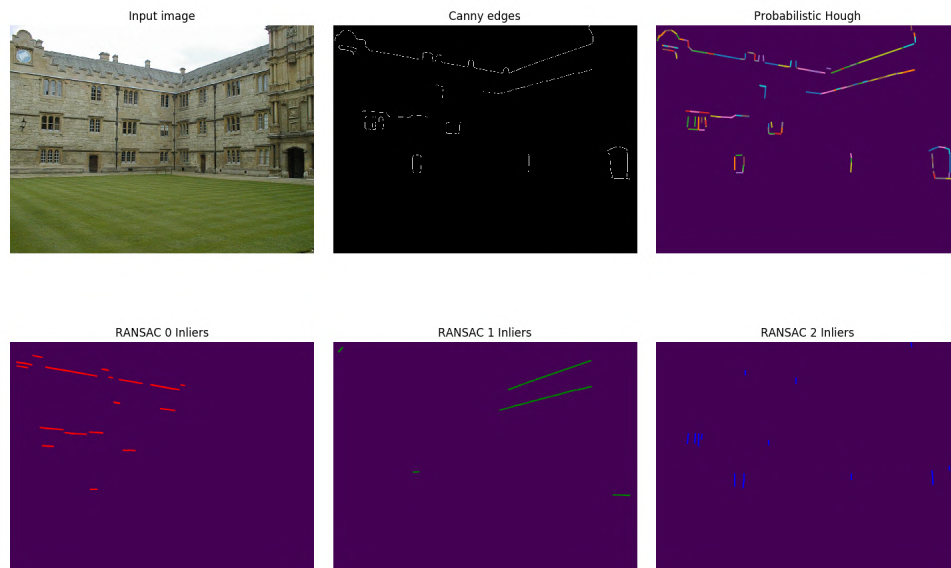 Input image
Canny edges
Probabilistic Hough
RANSAC 0 Inliers
RANSAC 1 Inliers
RANSAC 2 Inliers